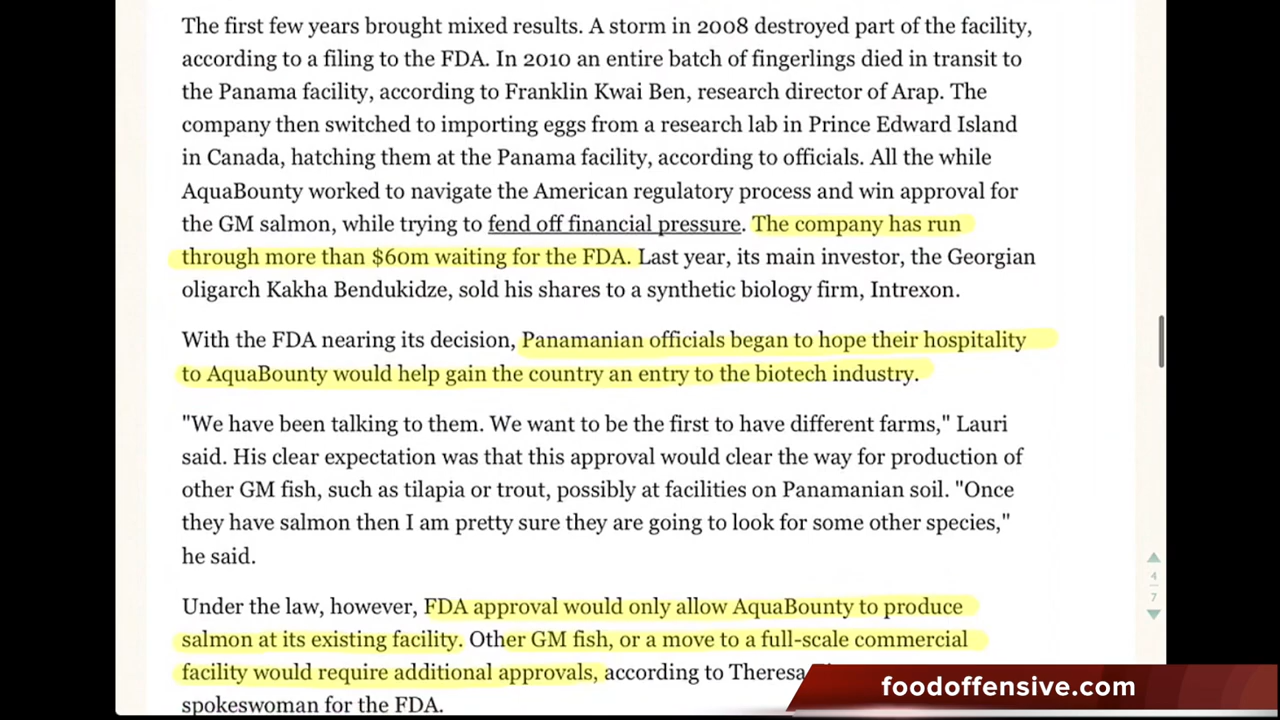 The first few years brought mixed results. A storm in 2008 destroyed part of the facility,
according to a filing to the FDA. In 2010 an entire batch of fingerlings died in transit to
the Panama facility, according to Franklin Kwai Ben, research director of Arap. The
company then switched to importing eggs from a research lab in Prince Edward Island
in Canada, hatching them at the Panama facility, according to officials. All the while
AquaBounty worked to navigate the American regulatory process and win approval for
the GM salmon, while trying to fend off financial pressure. The company has run
through more than $60m waiting for the FDA. Last year, its main investor, the Georgian
oligarch Kakha Bendukidze, sold his shares to a synthetic biology firm, Intrexon.
With the FDA nearing its decision, Panamanian officials began to hope their hospitality
to AquaBounty would help gain the country an entry to the biotech industry.
"We have been talking to them. We want to be the first to have different farms," Lauri
said. His clear expectation was that this approval would clear the way for production of
other GM fish, such as tilapia or trout, possibly at facilities on Panamanian soil. "Once
they have salmon then I am pretty sure they are going to look for some other species,"
he said.
Under the law, however, FDA approval would only allow AquaBounty to produce
salmon at its existing facility. Other GM fish, or a move to a full-scale commercial
facility would require additional approvals, according to Theresa
spokeswoman for the FDA.
4
7
foodoffensive.com